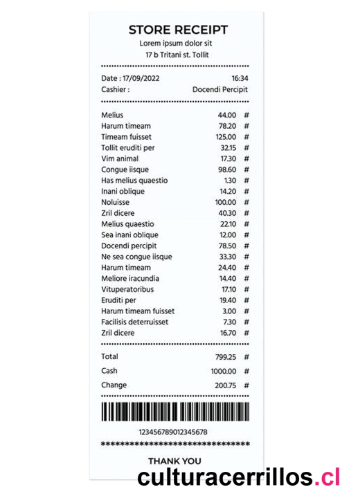 STORE RECEIPT
Lorem ipsum dolor sit
17 b Tritani st. Tollit
Date : 17/09/2022 16:34
Cashier : Docendi Percipit
Melius 44.00 #
Harum timeam 78.20 #
Timeam fuisset 125.00 #
Tollit eruditi per 32.15 #
Vim animal 17.30 #
Congue iisque 98.60 #
Has melius quaestio 1.30 #
Inani oblique 14.20 #
Noluisse 100.00 #
Zril dicere 40.30 #
Melius quaestio 22.10 #
Sea inani oblique 12.00 #
Docendi percipit 78.50 #
Ne sea congue iisque 33.30 #
Harum timeam 24.40 #
Meliore iracundia 14.40 #
Vituperatoribus 17.10 #
Eruditi per 19.40 #
Harum timeam fuisset 3.00 #
Facilisis deterruisset 7.30 #
Zril dicere 16.70 #
Total 799.25 #
Cash 1000.00 #
Change 200.75 #
123456789012345678
*******************************
THANK YOU
culturacerrillos.cl